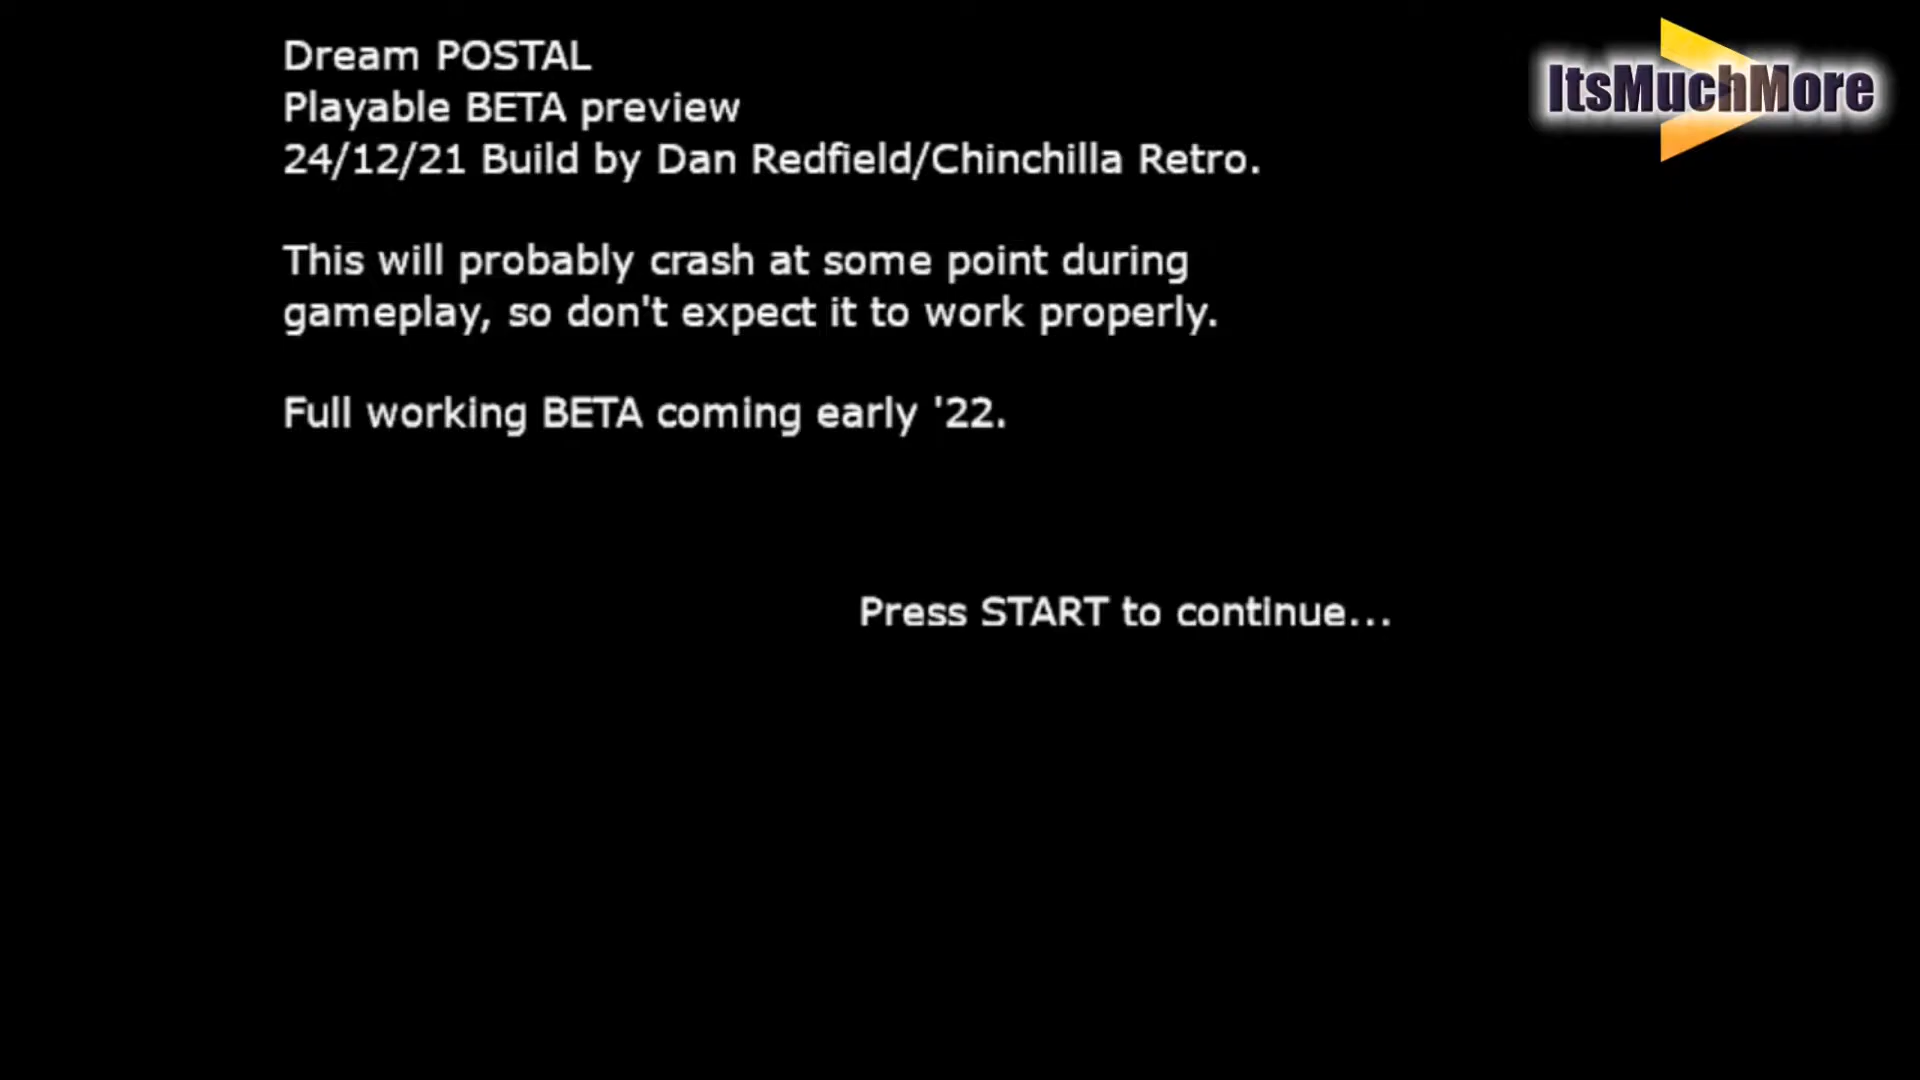 Dream POSTAL
Playable BETA preview
24/12/21 Build by Dan Redfield/Chinchilla Retro.
This will probably crash at some point during
gameplay, so don't expect it to work properly.
Full working BETA coming early '22.
Press START to continue...
ItsMuchMore